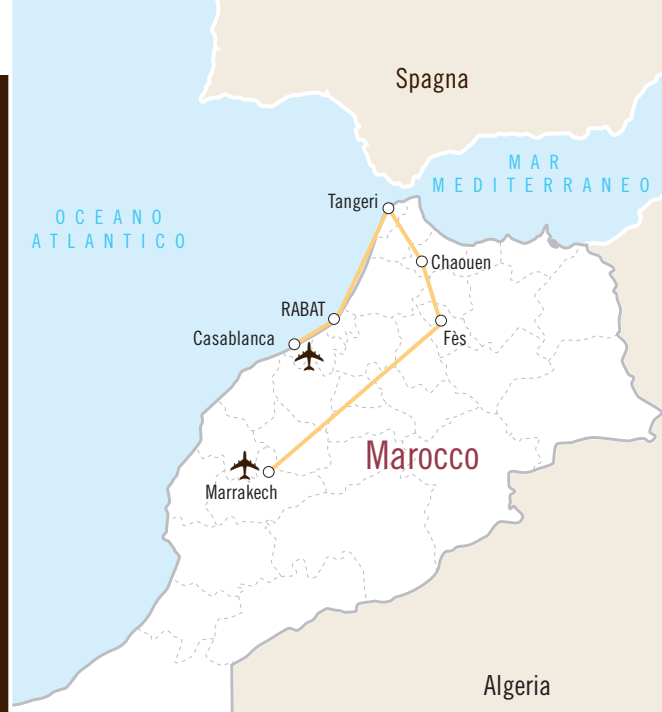 Spagna
MAR
MEDITERRANEO
Tangeri
OCEANO
ATLANTICO
Chaouen
RABAT
Casablanca
Fès
Marocco
Marrakech
Algeria